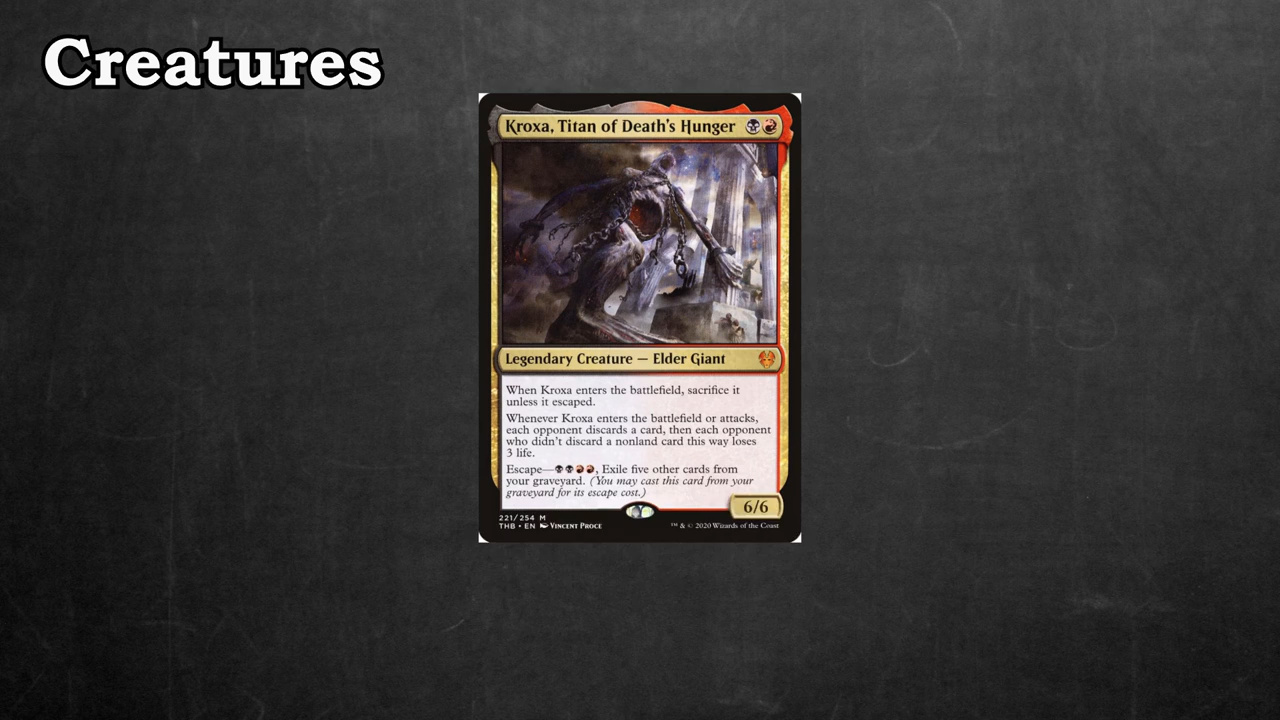 Creatures
Kroxa, Titan of Death's Hunger
Legendary Creature — Elder Giant
When Kroxa enters the battlefield, sacrifice it
unless it escaped.
Whenever Kroxa enters the battlefield or attacks,
each opponent discards a card, then each opponent
who didn't discard a nonland card this way loses
3 life.
Escape—, Exile five other cards from
your graveyard. (You may cast this card from your
graveyard for its escape cost.)
6/6
221/254 M
THB • EN Vincent Proce
™ & © 2020 Wizards of the Coast